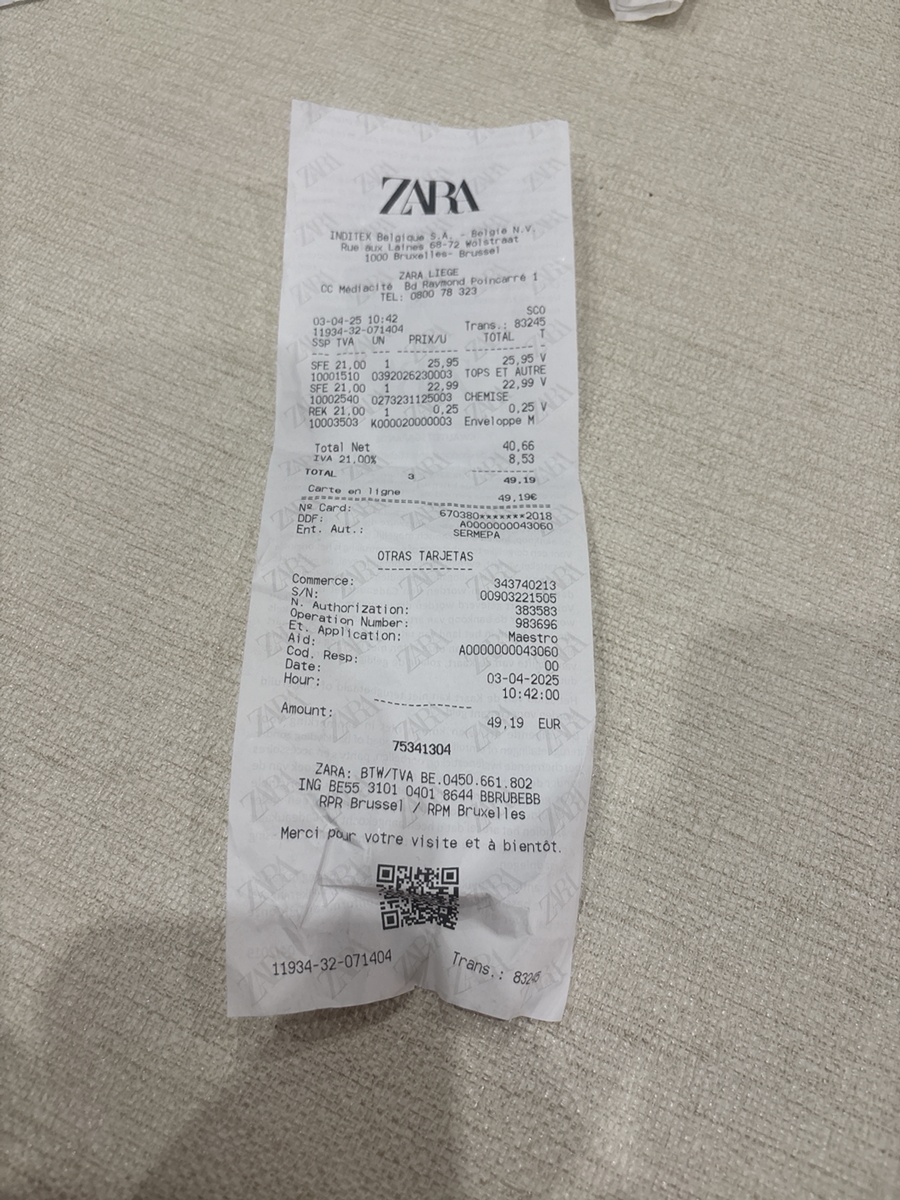 ZARA
INDITEX Belgique S.A. - België N.V.
Rue aux Laines 68-72 Wolstraat
1000 Bruxelles- Brussel
ZARA LIEGE
CC Médiacité Bd Raymond Poincarré 1
TEL: 0800 78 323
SCO
03-04-25 10:42
11934-32-071404 Trans.: 83245
SSP TVA UN PRIX/U TOTAL T
SFE 21,00 1 25,95 25,95 V
10001510 0392026230003 TOPS ET AUTRE
SFE 21,00 1 22,99 22,99 V
10002540 0273231125003 CHEMISE
REK 21,00 1 0,25 0,25 V
10003503 K000020000003 Enveloppe M
Total Net 40,66
IVA 21.00% 8,53
TOTAL 3 49.19
Carte en ligne 49,19€
Nº Card: 670380*******2018
DDF: A0000000043060
Ent. Aut.: SERMEPA
OTRAS TARJETAS
Commerce: 343740213
S/N: 00903221505
N. Authorization: 383583
Operation Number: 983696
Et. Application: Maestro
Aid: A0000000043060
Cod. Resp: 00
Date: 03-04-2025
Hour: 10:42:00
Amount: 49,19 EUR
75341304
ZARA: BTW/TVA BE.0450.661.802
ING BE55 3101 0401 8644 BBRUBEBB
RPR Brussel / RPM Bruxelles
Merci pour votre visite et à bientôt.
11934-32-071404 Trans.: 83245